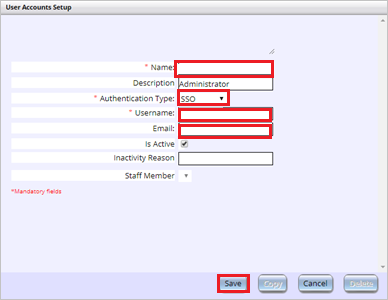 User Accounts Setup
* Name:
Description Administrator
* Authentication Type: SSO
* Username:
Email:
Is Active
Inactivity Reason
Staff Member
*Mandatory fields
Save Copy Cancel Delete